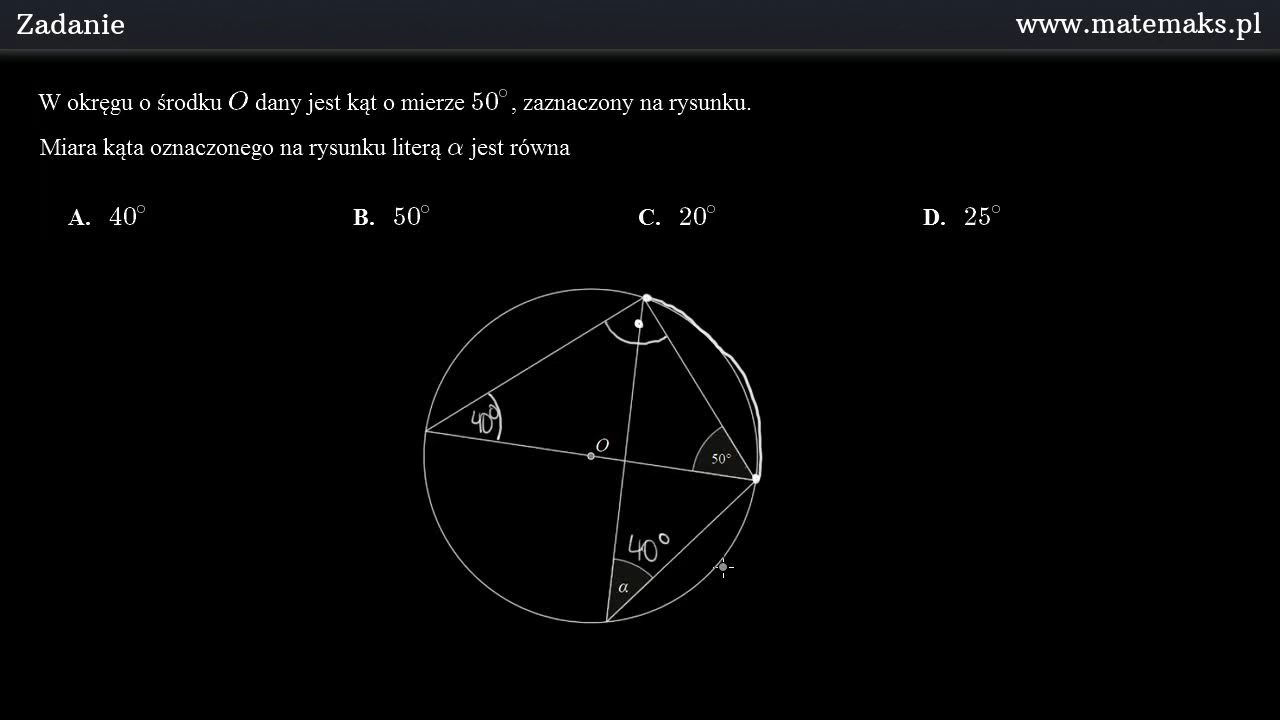 Zadanie
www.matemaks.pl
W okręgu o środku O dany jest kąt o mierze 50°, zaznaczony na rysunku.
Miara kąta oznaczonego na rysunku literą α jest równa
A. 40° B. 50° C. 20° D. 25°
40°
O
50°
40°
α